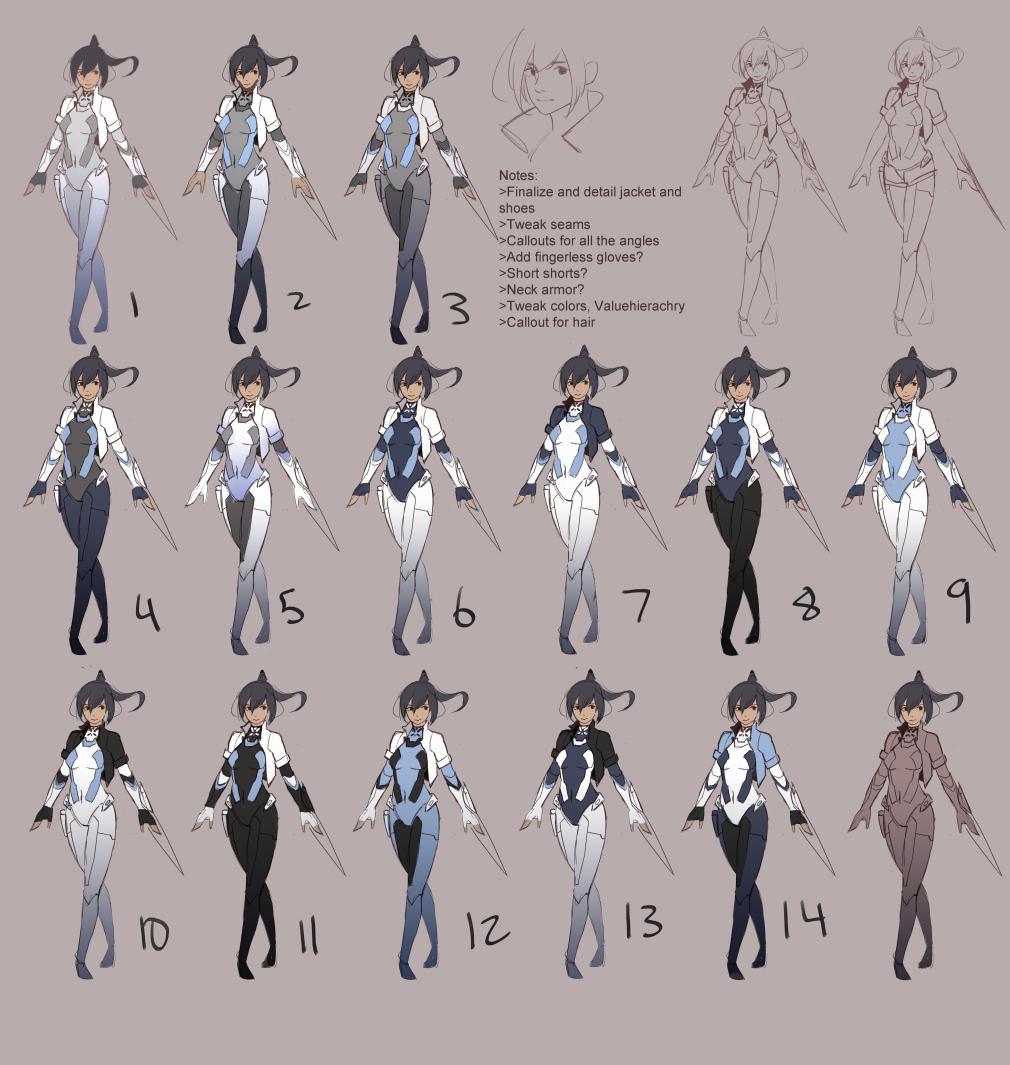 Notes:
>Finalize and detail jacket and
shoes
>Tweak seams
>Callouts for all the angles
>Add fingerless gloves?
>Short shorts?
>Neck armor?
>Tweak colors, Valuehierachry
>Callout for hair
1
2
3
4
5
6
7
8
9
10
11
12
13
14